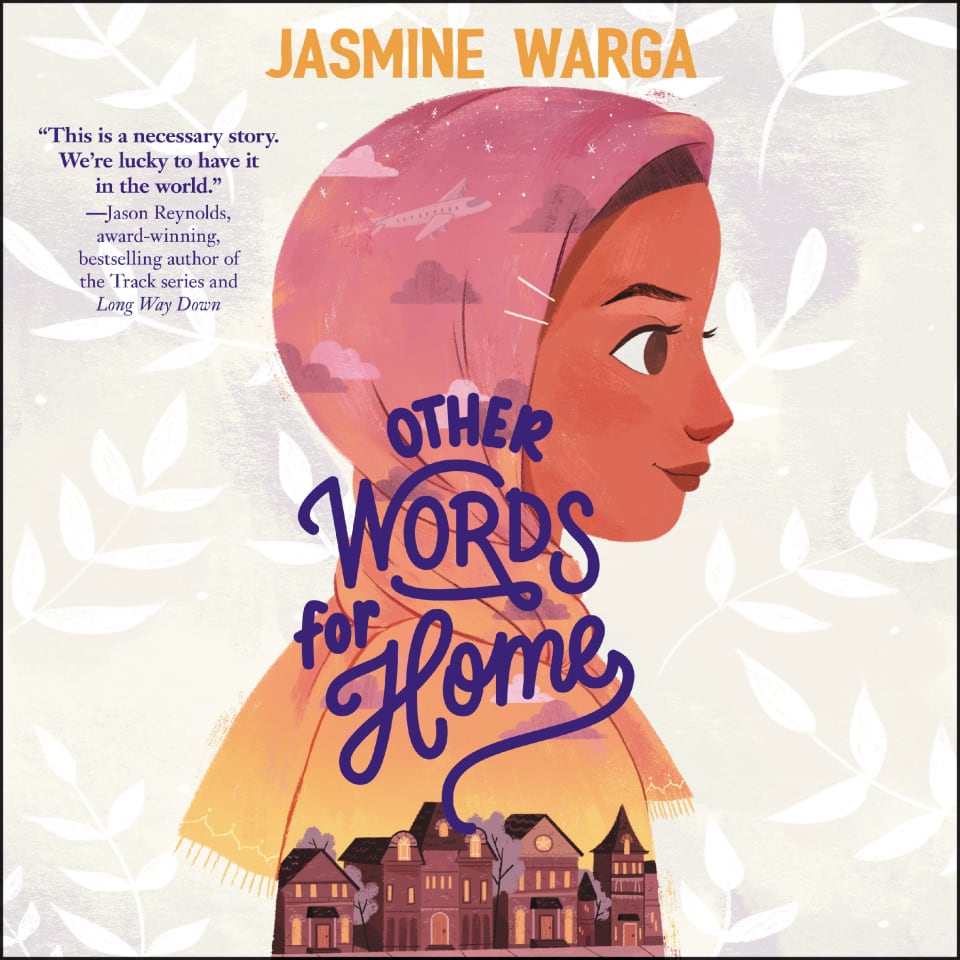 JASMINE WARGA
“This is a necessary story.
We’re lucky to have it
in the world.”
—Jason Reynolds,
award-winning,
bestselling author of
the Track series and
Long Way Down
OTHER
WORDS
for
Home